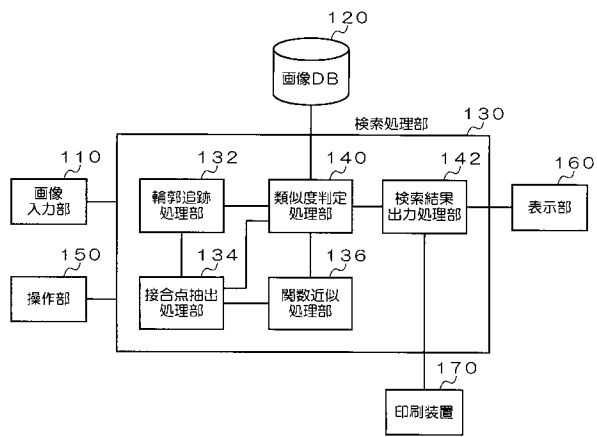 120
画像DB
検索処理部
130
110
画像
入力部
132
輪郭追跡
処理部
140
類似度判定
処理部
142
検索結果
出力処理部
160
表示部
150
操作部
134
接合点抽出
処理部
136
関数近似
処理部
170
印刷装置